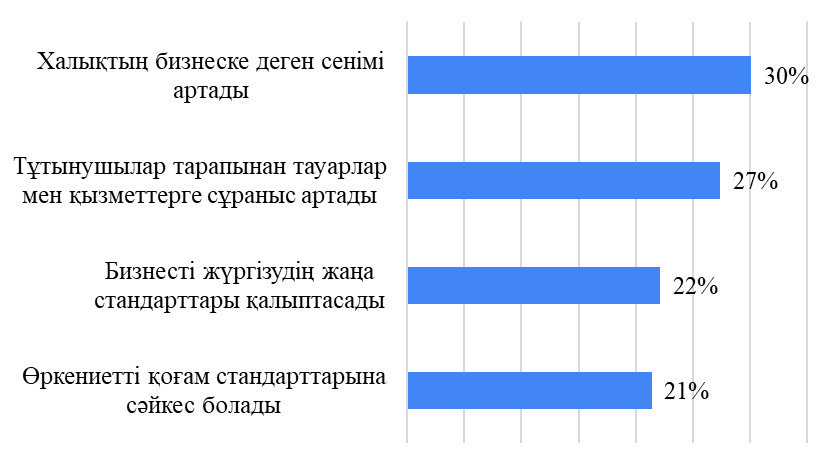 Халықтың бизнеске деген сенімі
артады
30%
Тұтынушылар тарапынан тауарлар
мен қызметтерге сұраныс артады
27%
Бизнесті жүргізудің жаңа
стандарттары қалыптасады
22%
Өркениетті қоғам стандарттарына
сәйкес болады
21%